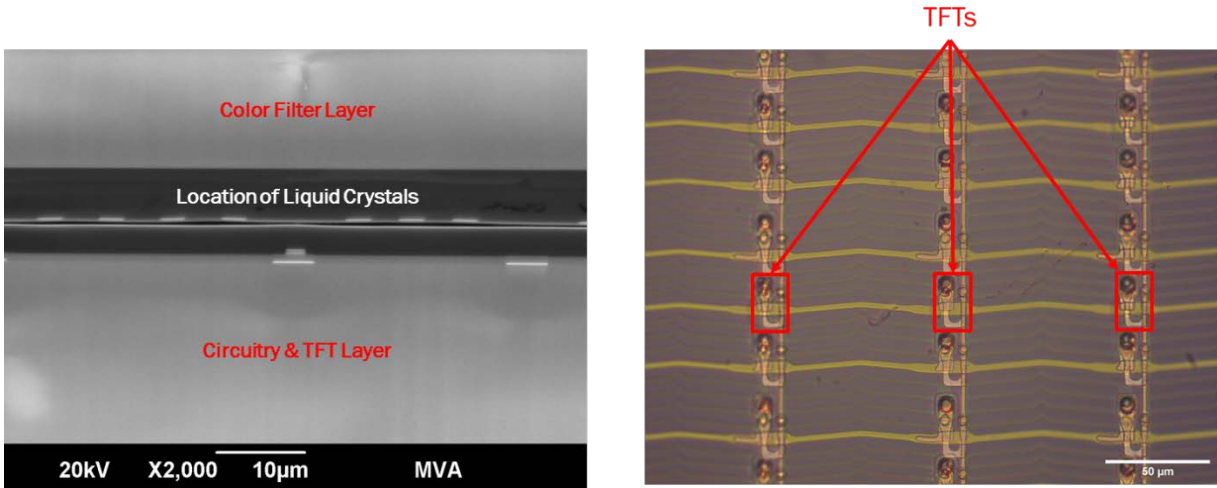 TFTs
Color Filter Layer
Location of Liquid Crystals
Circuitry & TFT Layer
20kV X2,000 10µm MVA
50 µm